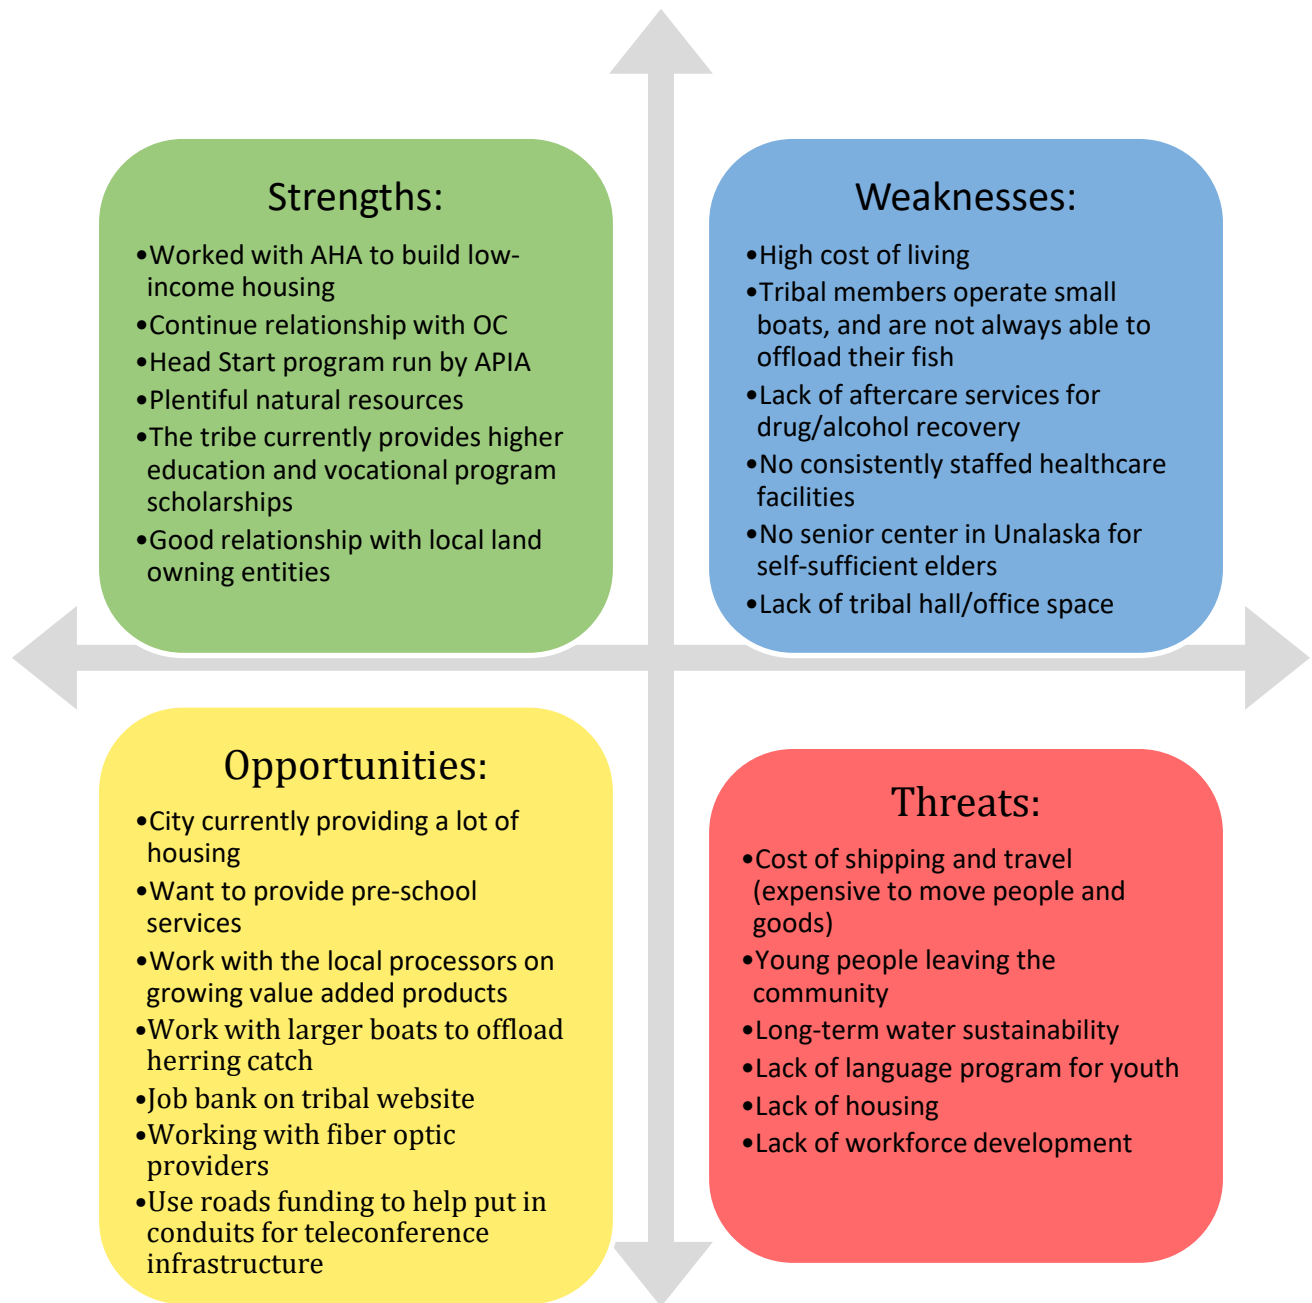 Strengths:
•Worked with AHA to build low-
income housing
•Continue relationship with OC
•Head Start program run by APIA
•Plentiful natural resources
•The tribe currently provides higher
education and vocational program
scholarships
•Good relationship with local land
owning entities
Weaknesses:
•High cost of living
•Tribal members operate small
boats, and are not always able to
offload their fish
•Lack of aftercare services for
drug/alcohol recovery
•No consistently staffed healthcare
facilities
•No senior center in Unalaska for
self-sufficient elders
•Lack of tribal hall/office space
Opportunities:
•City currently providing a lot of
housing
•Want to provide pre-school
services
•Work with the local processors on
growing value added products
•Work with larger boats to offload
herring catch
•Job bank on tribal website
•Working with fiber optic
providers
•Use roads funding to help put in
conduits for teleconference
infrastructure
Threats:
•Cost of shipping and travel
(expensive to move people and
goods)
•Young people leaving the
community
•Long-term water sustainability
•Lack of language program for youth
•Lack of housing
•Lack of workforce development